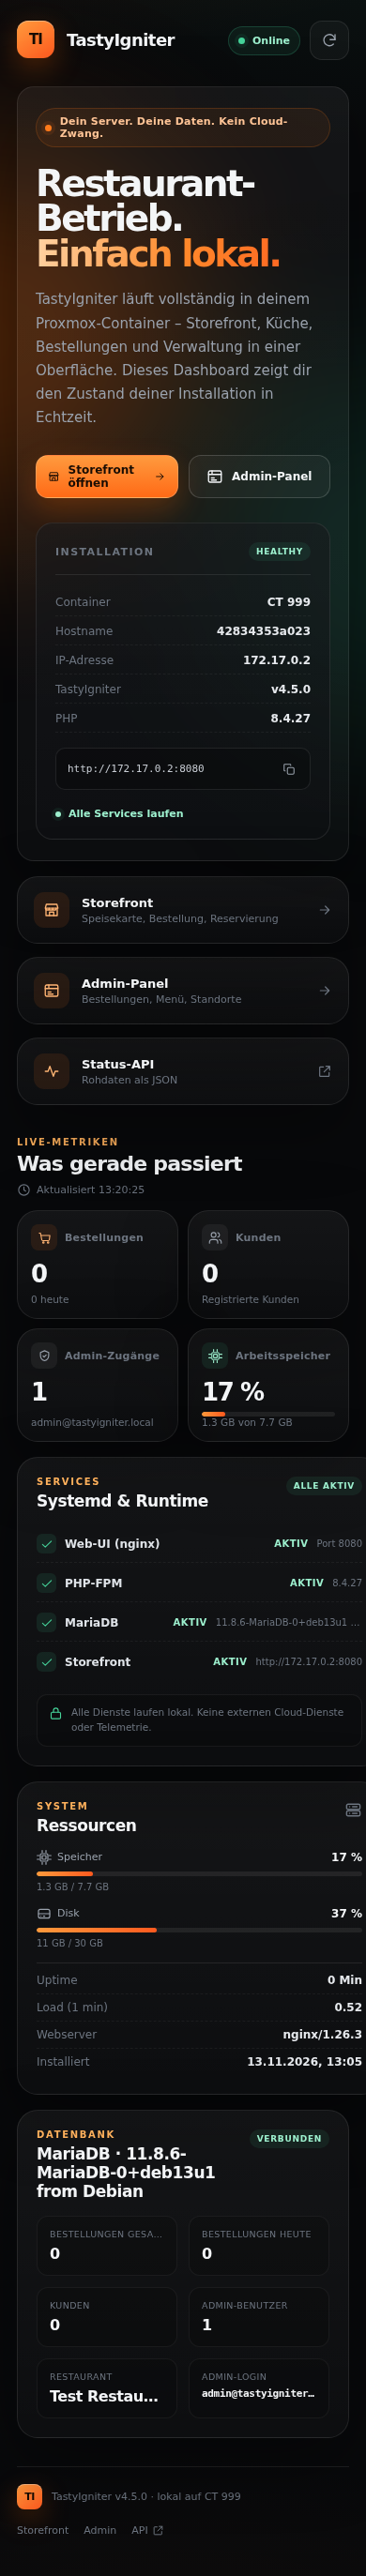 TI TastyIgniter Online
Dein Server. Deine Daten. Kein Cloud-
Zwang.
Restaurant-
Betrieb.
Einfach lokal.
TastyIgniter läuft vollständig in deinem
Proxmox-Container – Storefront, Küche,
Bestellungen und Verwaltung in einer
Oberfläche. Dieses Dashboard zeigt dir
den Zustand deiner Installation in
Echtzeit.
Storefront
öffnen
Admin-Panel
INSTALLATION HEALTHY
Container CT 999
Hostname 42834353a023
IP-Adresse 172.17.0.2
TastyIgniter v4.5.0
PHP 8.4.27
http://172.17.0.2:8080
Alle Services laufen
Storefront
Speisekarte, Bestellung, Reservierung
Admin-Panel
Bestellungen, Menü, Standorte
Status-API
Rohdaten als JSON
LIVE-METRIKEN
Was gerade passiert
Aktualisiert 13:20:25
Bestellungen
0
0 heute
Kunden
0
Registrierte Kunden
Admin-Zugänge
1
admin@tastyigniter.local
Arbeitsspeicher
17 %
1.3 GB von 7.7 GB
SERVICES
Systemd & Runtime
ALLE AKTIV
Web-UI (nginx) AKTIV Port 8080
PHP-FPM AKTIV 8.4.27
MariaDB AKTIV 11.8.6-MariaDB-0+deb13u1 …
Storefront AKTIV http://172.17.0.2:8080
Alle Dienste laufen lokal. Keine externen Cloud-Dienste
oder Telemetrie.
SYSTEM
Ressourcen
Speicher 17 %
1.3 GB / 7.7 GB
Disk 37 %
11 GB / 30 GB
Uptime 0 Min
Load (1 min) 0.52
Webserver nginx/1.26.3
Installiert 13.11.2026, 13:05
DATENBANK
VERBUNDEN
MariaDB · 11.8.6-
MariaDB-0+deb13u1
from Debian
BESTELLUNGEN GESA…
0
BESTELLUNGEN HEUTE
0
KUNDEN
0
ADMIN-BENUTZER
1
RESTAURANT
Test Restau…
ADMIN-LOGIN
admin@tastyigniter…
TI TastyIgniter v4.5.0 · lokal auf CT 999
Storefront Admin API